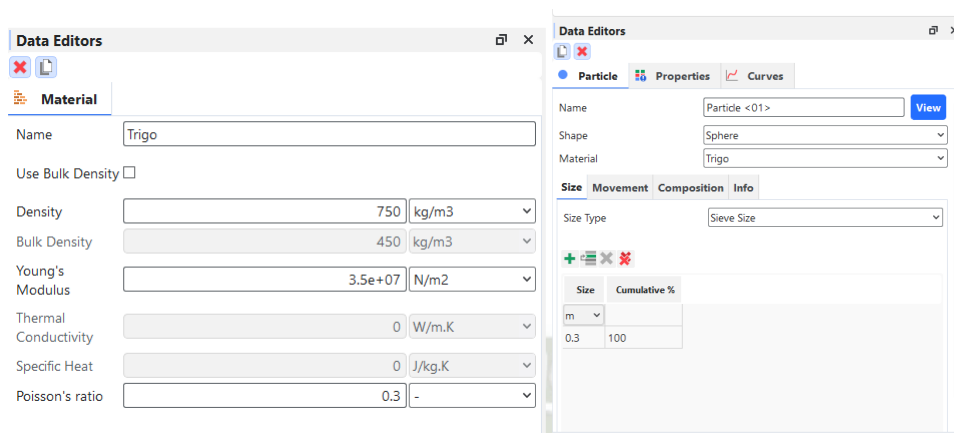 Data Editors
Material
Name Trigo
Use Bulk Density
Density 750 kg/m3
Bulk Density 450 kg/m3
Young's
Modulus 3.5e+07 N/m2
Thermal
Conductivity 0 W/m.K
Specific Heat 0 J/kg.K
Poisson's ratio 0.3 -
Data Editors
Particle Properties Curves
Name Particle <01> View
Shape Sphere
Material Trigo
Size Movement Composition Info
Size Type Sieve Size
Size Cumulative %
m
0.3 100